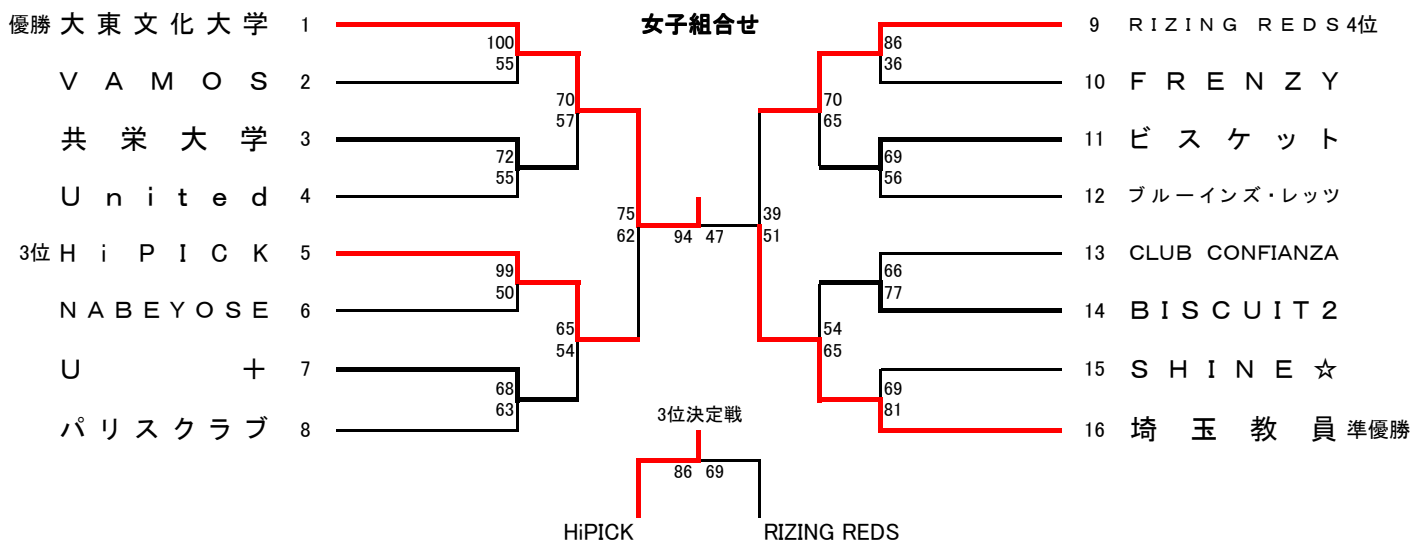 女子組合せ
優勝 大東文化大学 1
VAMOS 2
共栄大学 3
United 4
3位 HiPICK 5
NABEYOSE 6
U+ 7
パリスクラブ 8
100
55
72
55
99
50
68
63
70
57
65
54
75
62
94 47
39
51
70
65
54
65
86
36
69
56
66
77
69
81
9 RIZING REDS 4位
10 FRENZY
11 ビスケット
12 ブルーインズ・レッツ
13 CLUB CONFIANZA
14 BISCUIT2
15 SHINE☆
16 埼玉教員 準優勝
3位決定戦
86 69
HiPICK
RIZING REDS